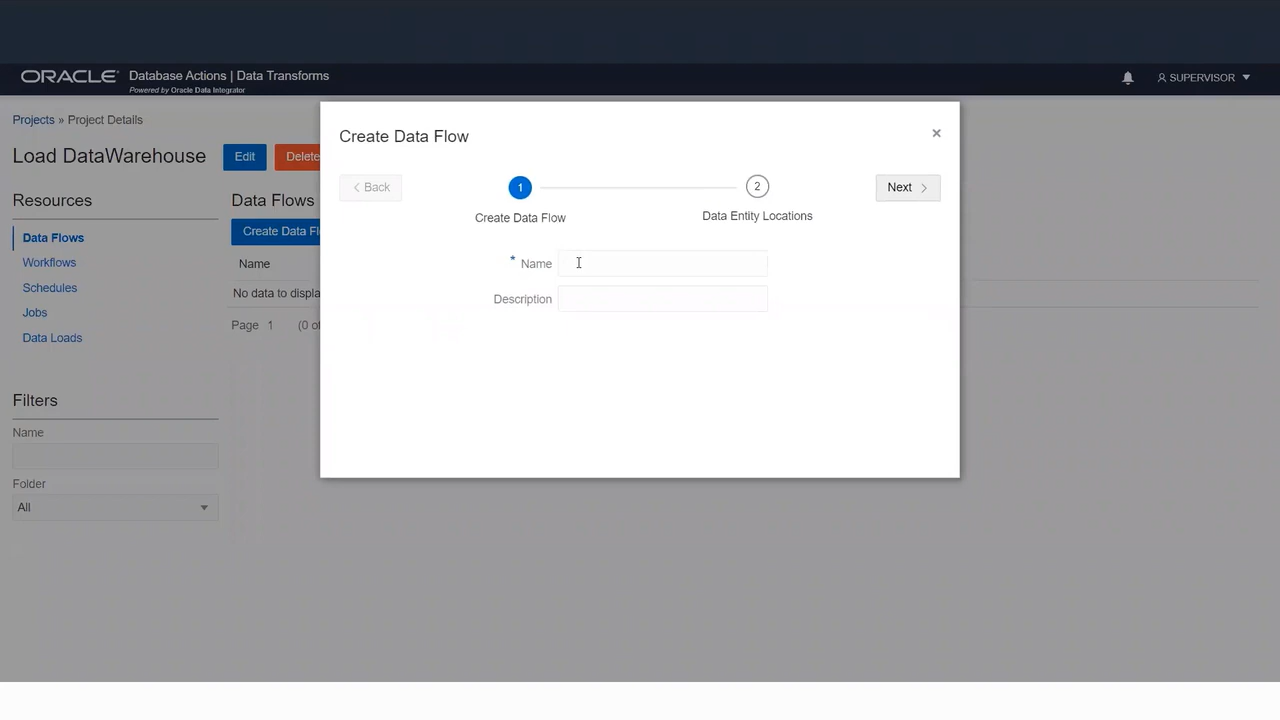 ORACLE Database Actions | Data Transforms
Powered by Oracle Data Integrator
SUPERVISOR
Projects » Project Details
Load DataWarehouse Edit Delete
Resources
Data Flows
Workflows
Schedules
Jobs
Data Loads
Filters
Name
Folder
All
Data Flows
Create Data Fl
Name
No data to displa
Page 1 (0 of
Create Data Flow ×
Back 1 2 Next
Create Data Flow Data Entity Locations
* Name
Description